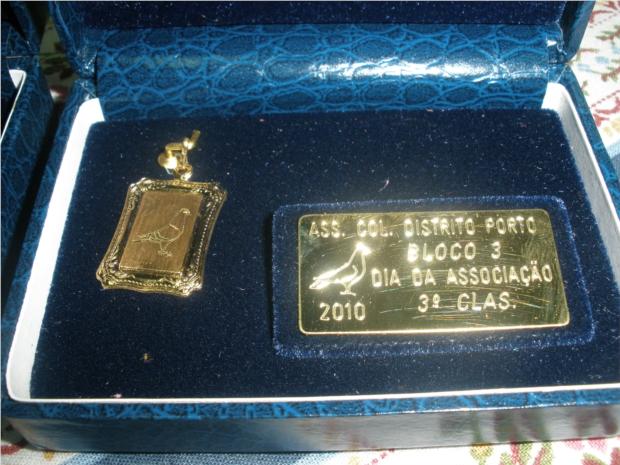 ASS. COL. DISTRITO PORTO
BLOCO 3
DIA DA ASSOCIAÇÃO
2010 3º CLAS.